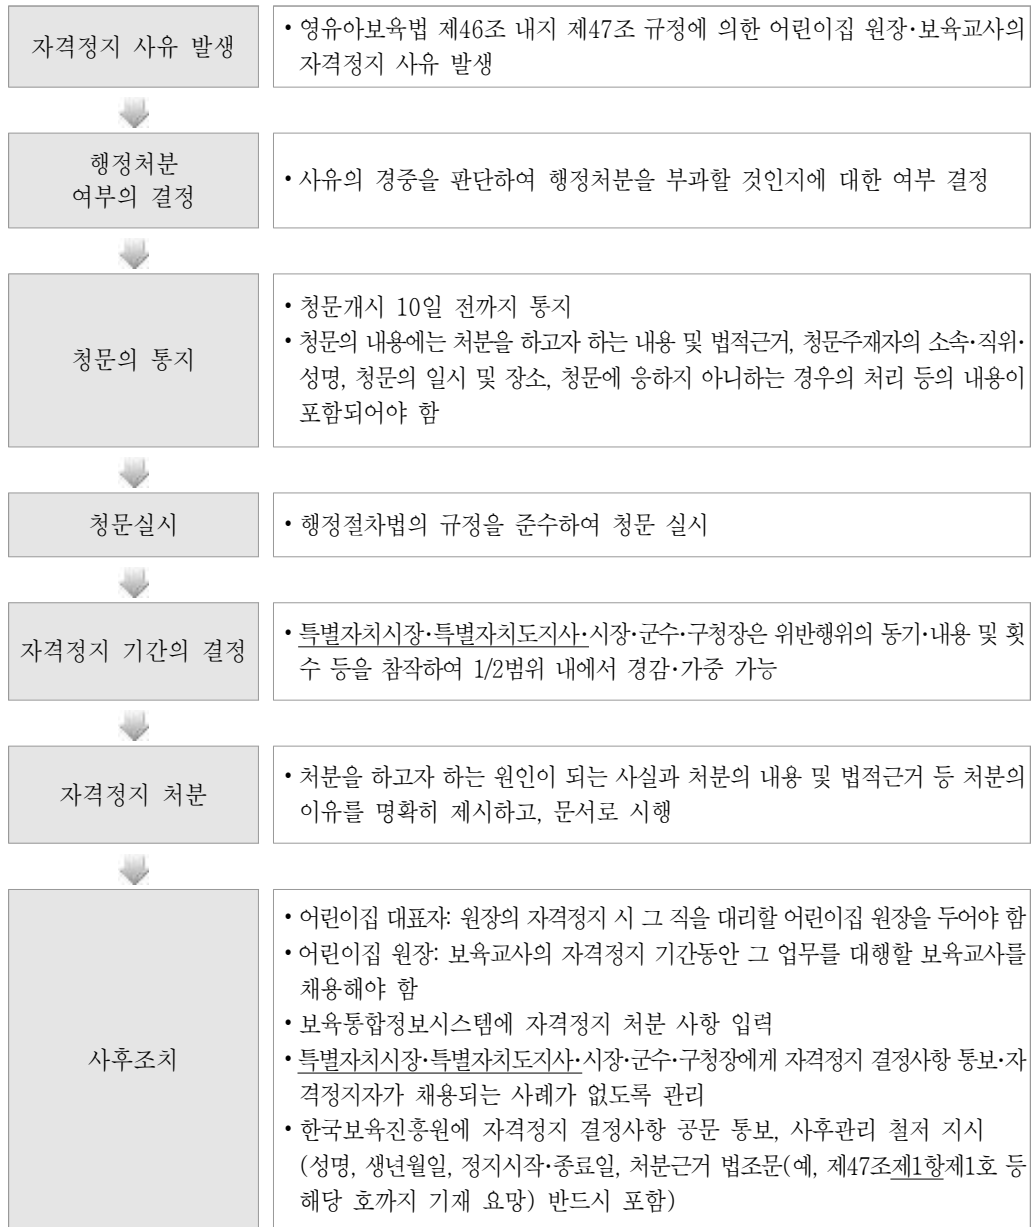 자격정지 사유 발생
• 영유아보육법 제46조 내지 제47조 규정에 의한 어린이집 원장·보육교사의
자격정지 사유 발생
행정처분
여부의 결정
• 사유의 경중을 판단하여 행정처분을 부과할 것인지에 대한 여부 결정
청문의 통지
• 청문개시 10일 전까지 통지
• 청문의 내용에는 처분을 하고자 하는 내용 및 법적근거, 청문주재자의 소속·직위·
성명, 청문의 일시 및 장소, 청문에 응하지 아니하는 경우의 처리 등의 내용이
포함되어야 함
청문실시
• 행정절차법의 규정을 준수하여 청문 실시
자격정지 기간의 결정
• 특별자치시장·특별자치도지사·시장·군수·구청장은 위반행위의 동기·내용 및 횟
수 등을 참작하여 1/2범위 내에서 경감·가중 가능
자격정지 처분
• 처분을 하고자 하는 원인이 되는 사실과 처분의 내용 및 법적근거 등 처분의
이유를 명확히 제시하고, 문서로 시행
사후조치
• 어린이집 대표자: 원장의 자격정지 시 그 직을 대리할 어린이집 원장을 두어야 함
• 어린이집 원장: 보육교사의 자격정지 기간동안 그 업무를 대행할 보육교사를
채용해야 함
• 보육통합정보시스템에 자격정지 처분 사항 입력
• 특별자치시장·특별자치도지사·시장·군수·구청장에게 자격정지 결정사항 통보·자
격정지자가 채용되는 사례가 없도록 관리
• 한국보육진흥원에 자격정지 결정사항 공문 통보, 사후관리 철저 지시
(성명, 생년월일, 정지시작·종료일, 처분근거 법조문(예, 제47조제1항제1호 등
해당 호까지 기재 요망) 반드시 포함)